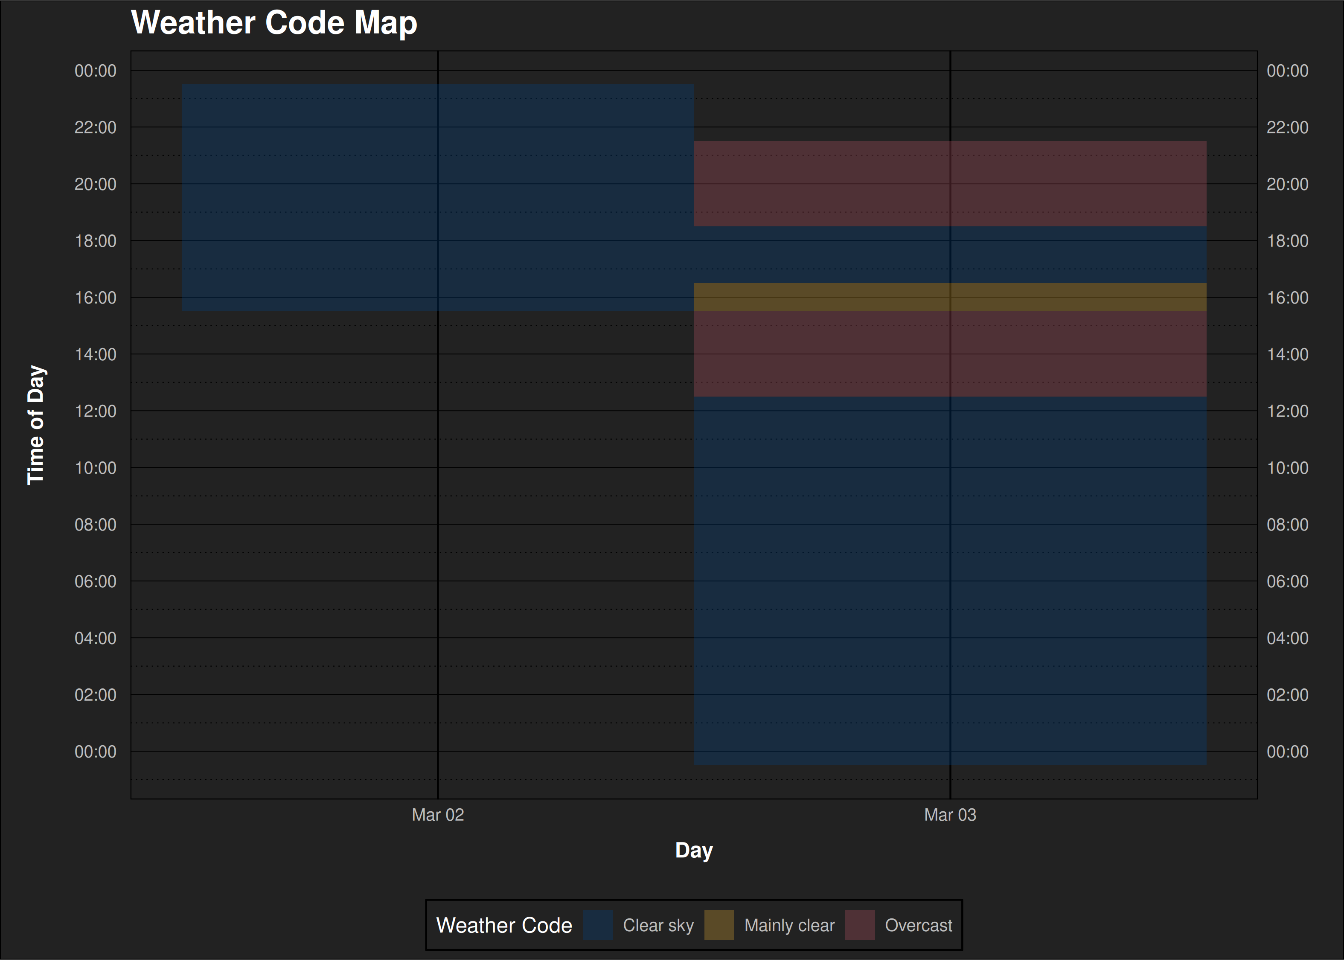 Weather Code Map
00:00 00:00
22:00 22:00
20:00 20:00
18:00 18:00
16:00 16:00
14:00 14:00
12:00 12:00
10:00 10:00
08:00 08:00
06:00 06:00
04:00 04:00
02:00 02:00
00:00 00:00
Time of Day
Mar 02 Mar 03
Day
Weather Code Clear sky Mainly clear Overcast